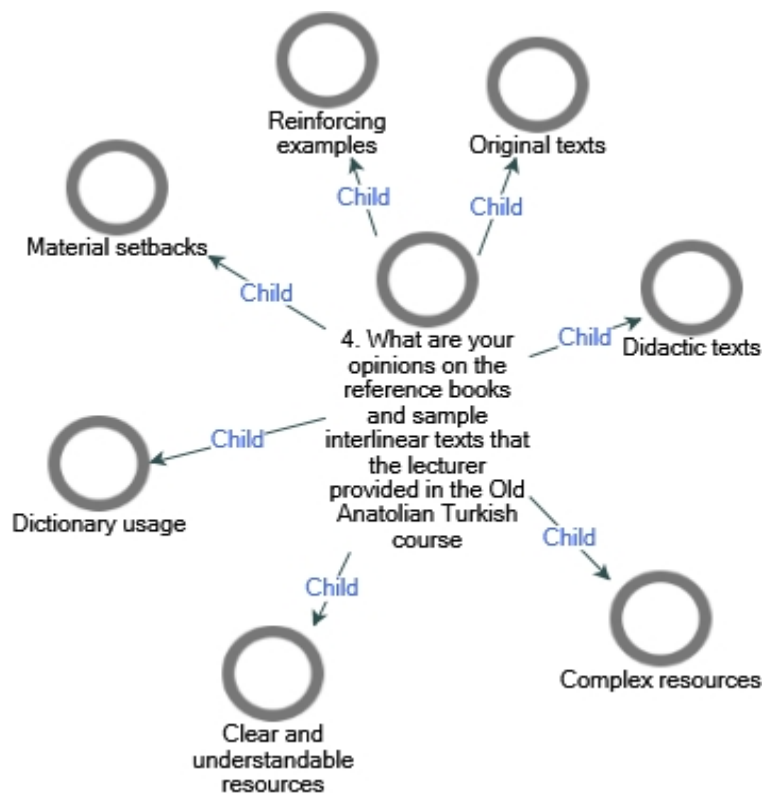 Reinforcing
examples
Original texts
Child
Child
Material setbacks
Child
4. What are your
opinions on the
reference books
and sample
interlinear texts that
the lecturer
provided in the Old
Anatolian Turkish
course
Child
Didactic texts
Child
Dictionary usage
Child
Complex resources
Child
Clear and
understandable
resources